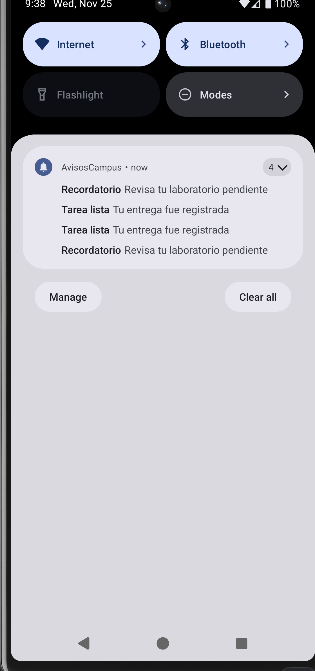 9:38 Wed, Nov 25 100%
Internet Bluetooth
Flashlight Modes
AvisosCampus • now 4
Recordatorio Revisa tu laboratorio pendiente
Tarea lista Tu entrega fue registrada
Tarea lista Tu entrega fue registrada
Recordatorio Revisa tu laboratorio pendiente
Manage Clear all